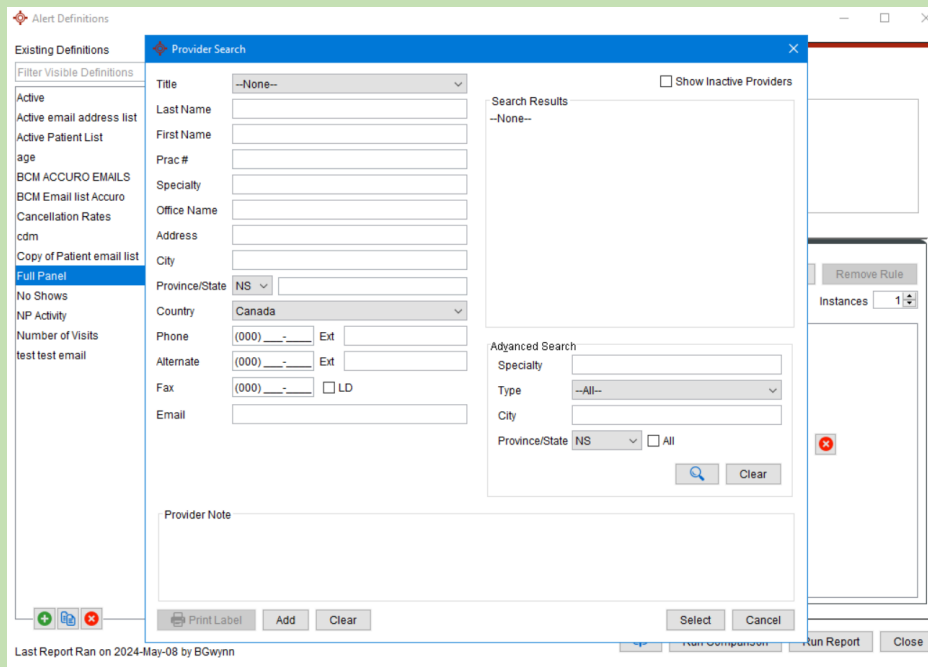 Alert Definitions
Existing Definitions
Filter Visible Definitions
Active
Active email address list
Active Patient List
age
BCM ACCURO EMAILS
BCM Email list Accuro
Cancellation Rates
cdm
Copy of Patient email list
Full Panel
No Shows
NP Activity
Number of Visits
test test email
Last Report Ran on 2024-May-08 by BGwynn
Provider Search
Title --None--
Last Name
First Name
Prac #
Specialty
Office Name
Address
City
Province/State NS
Country Canada
Phone (000) ___-____ Ext
Alternate (000) ___-____ Ext
Fax (000) ___-____ LD
Email
Show Inactive Providers
Search Results
--None--
Advanced Search
Specialty
Type --All--
City
Province/State NS All
Clear
Provider Note
Print Label Add Clear Select Cancel
Remove Rule
Instances 1
Run Comparison Run Report Close